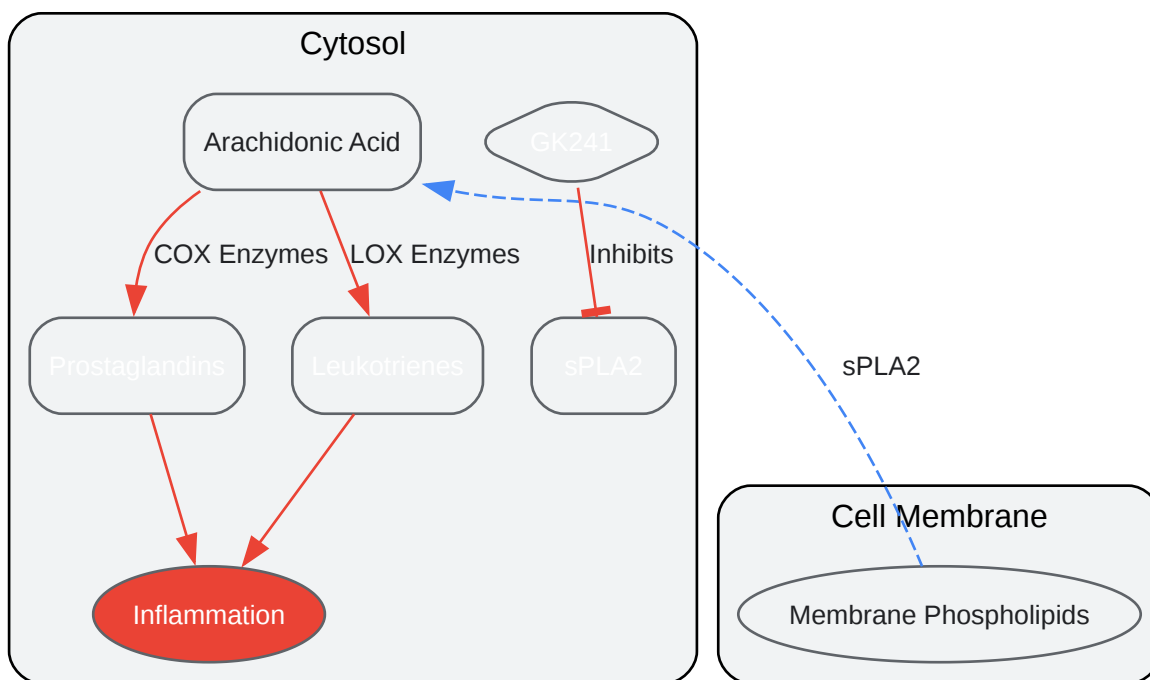 Cytosol
Arachidonic Acid
GK241
COX Enzymes
LOX Enzymes
Inhibits
Prostaglandins
Leukotrienes
sPLA2
sPLA2
Cell Membrane
Inflammation
Membrane Phospholipids